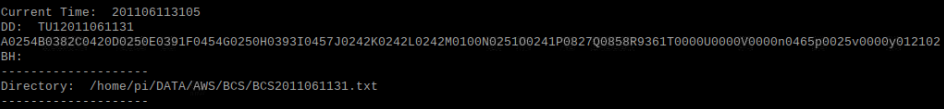 Current Time:  201106113105
DD:  TU12011061131
A0254B0382C0420D0250E0391F0454G0250H0393I0457J0242K0242L0242M0100N0251O0241P0827Q0858R9361T0000U0000V0000n0465p0025v0000y012102
BH:
--------------------
Directory:  /home/pi/DATA/AWS/BCS/BCS2011061131.txt
--------------------